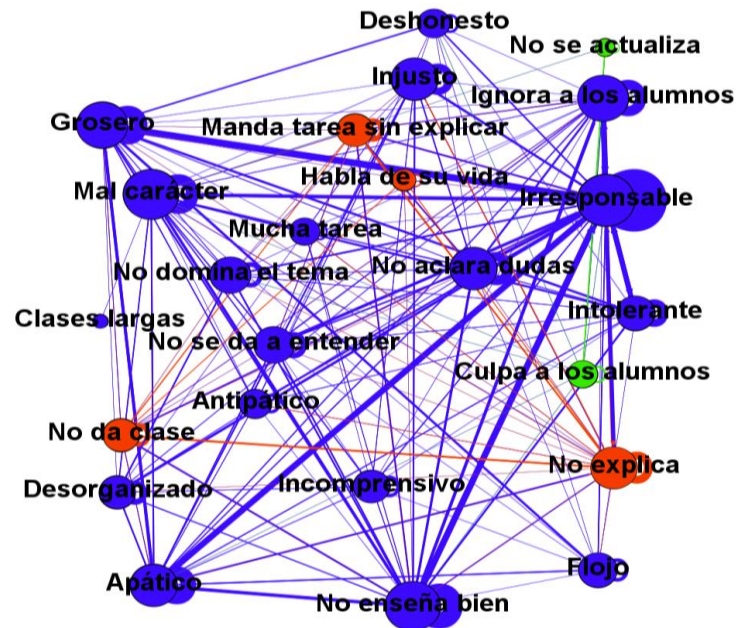 Deshonesto
No se actualiza
Injusto
Ignora a los alumnos
Grosero
Manda tarea sin explicar
Habla de su vida
Mal carácter
Irresponsable
Mucha tarea
No domina el tema
No aclara dudas
Clases largas
Intolerante
No se da a entender
Culpa a los alumnos
Antipático
No da clase
No explica
Desorganizado
Incomprensivo
Apático
Flojo
No enseña bien